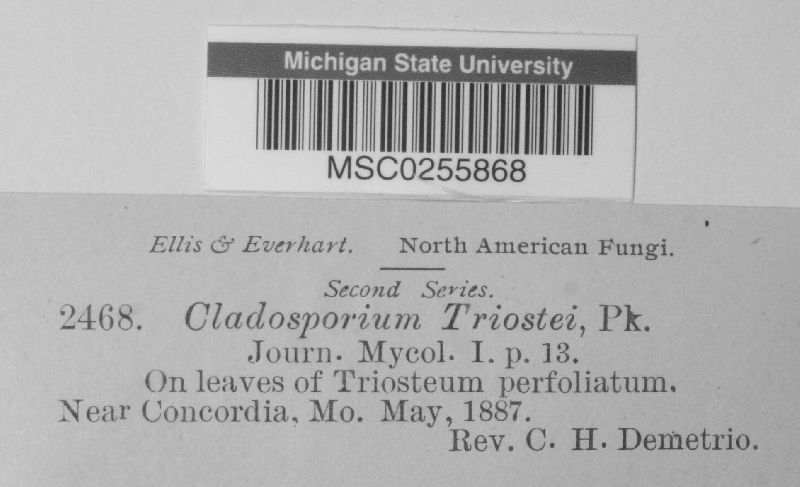 Michigan State University
MSC0255868
Ellis & Everhart. North American Fungi.
Second Series.
2468. Cladosporium Triostei, Pk.
Journ. Mycol. I. p. 13.
On leaves of Triosteum perfoliatum.
Near Concordia, Mo. May, 1887.
Rev. C. H. Demetrio.